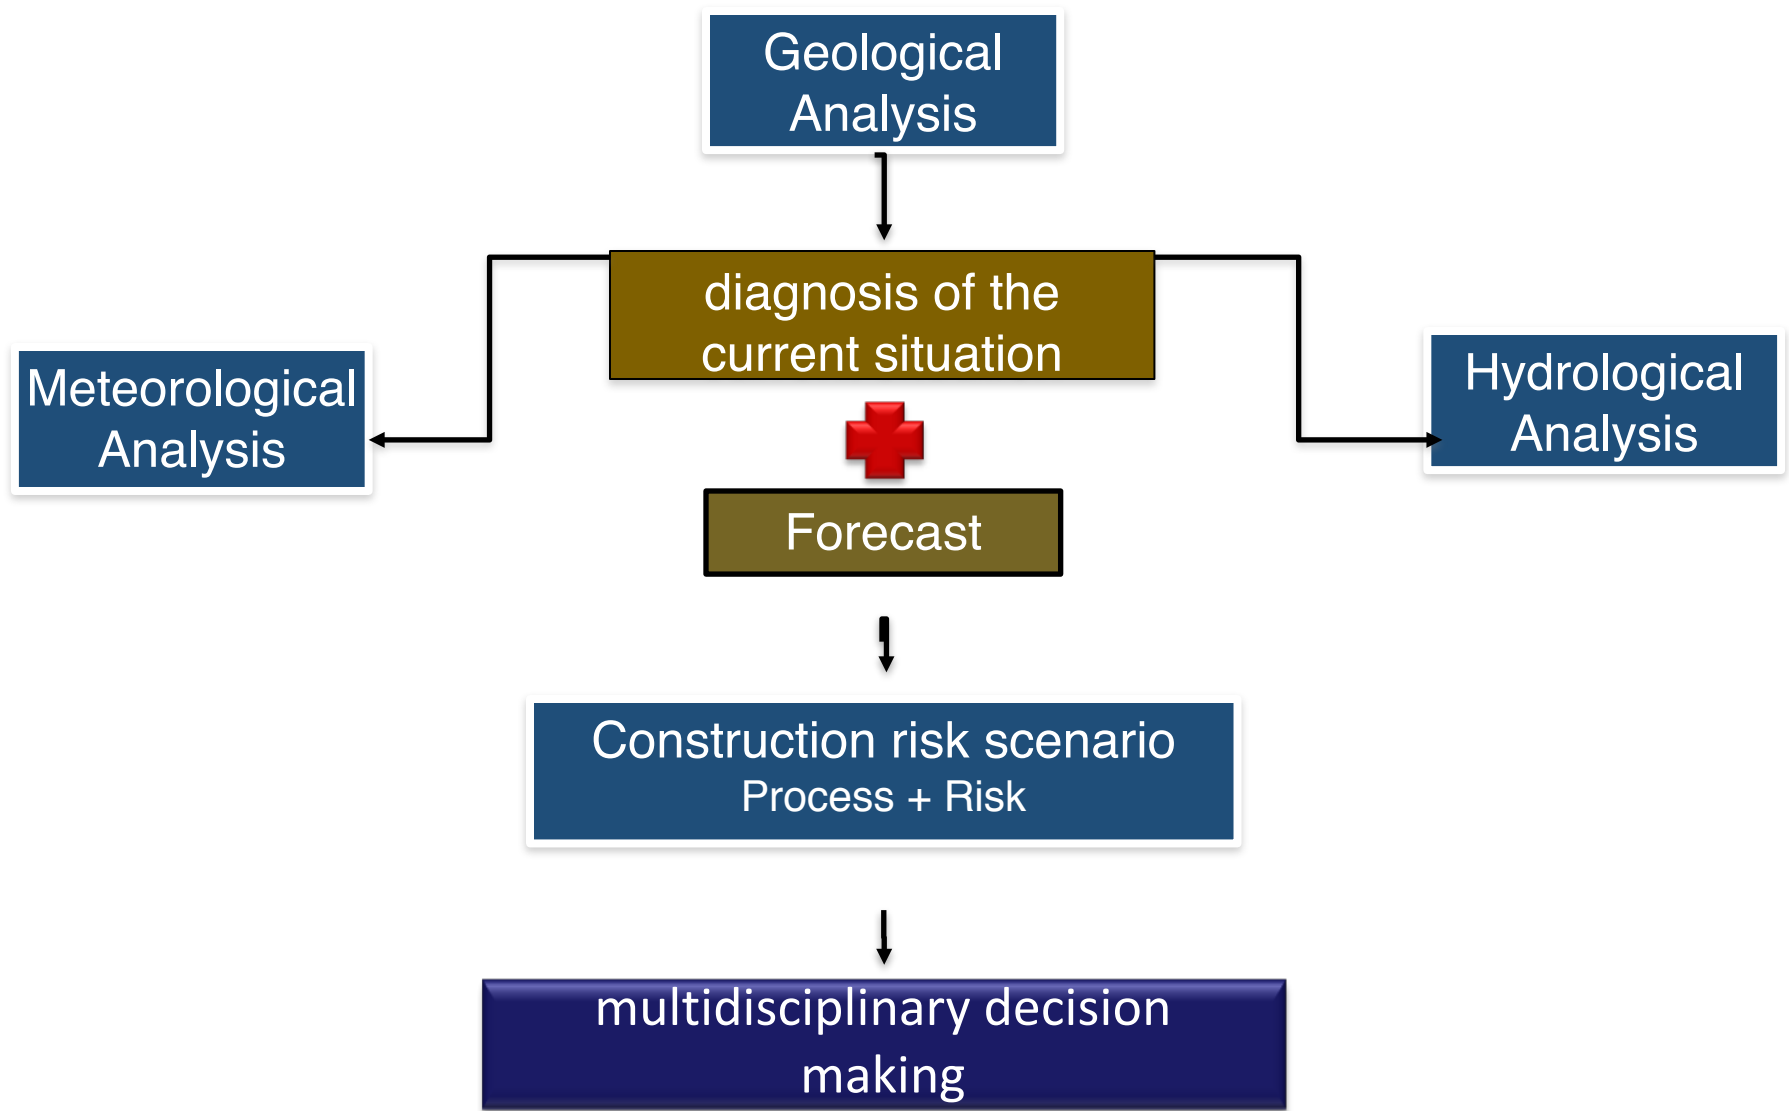 Geological
Analysis
diagnosis of the
current situation
Meteorological
Analysis
Hydrological
Analysis
Forecast
Construction risk scenario
Process + Risk
multidisciplinary decision
making